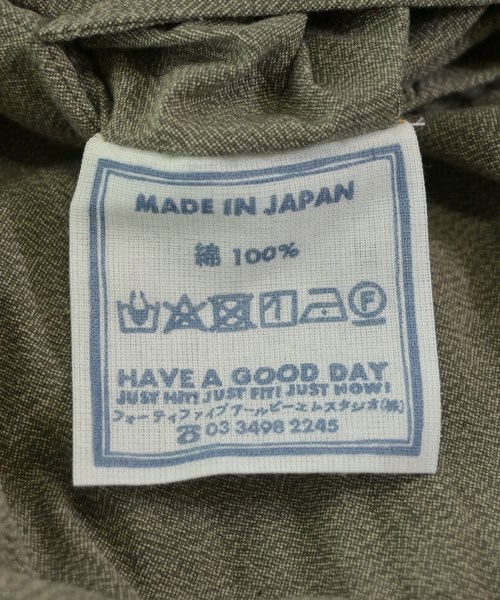 MADE IN JAPAN
綿 100%
F
HAVE A GOOD DAY
JUST HIT! JUST FIT! JUST NOW!
フォーティファイブアールピーエムスタジオ(株)
☎ 03 3498 2245